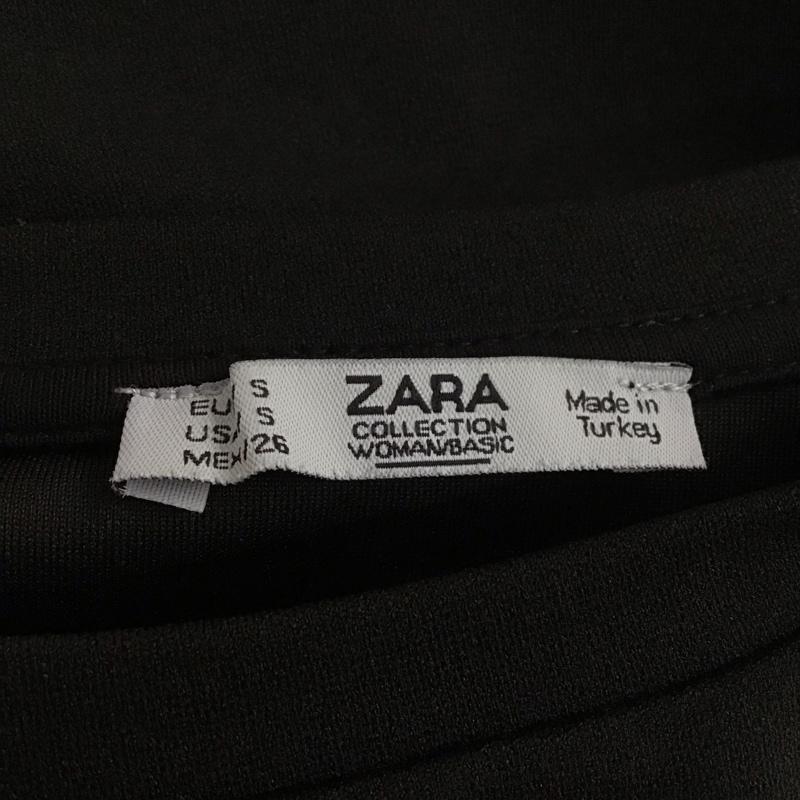 EU S
USA S
MEX 26
ZARA
COLLECTION
WOMAN/BASIC
Made in
Turkey